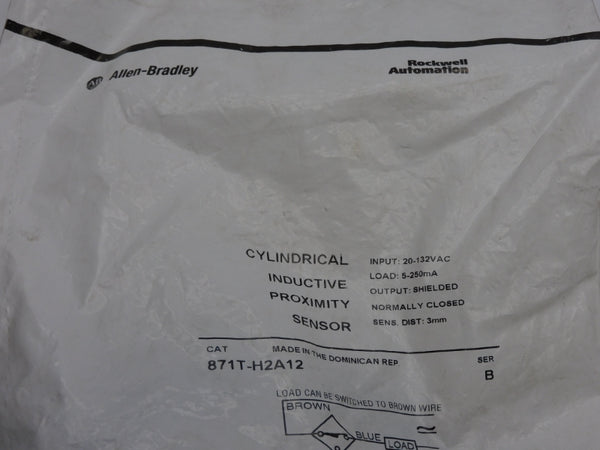 AB Allen-Bradley
Rockwell
Automation
CYLINDRICAL
INDUCTIVE
PROXIMITY
SENSOR
INPUT: 20-132VAC
LOAD: 5-250mA
OUTPUT: SHIELDED
NORMALLY CLOSED
SENS. DIST: 3mm
CAT MADE IN THE DOMINICAN REP SER
871T-H2A12 B
LOAD CAN BE SWITCHED TO BROWN WIRE
BROWN
BLUE LOAD